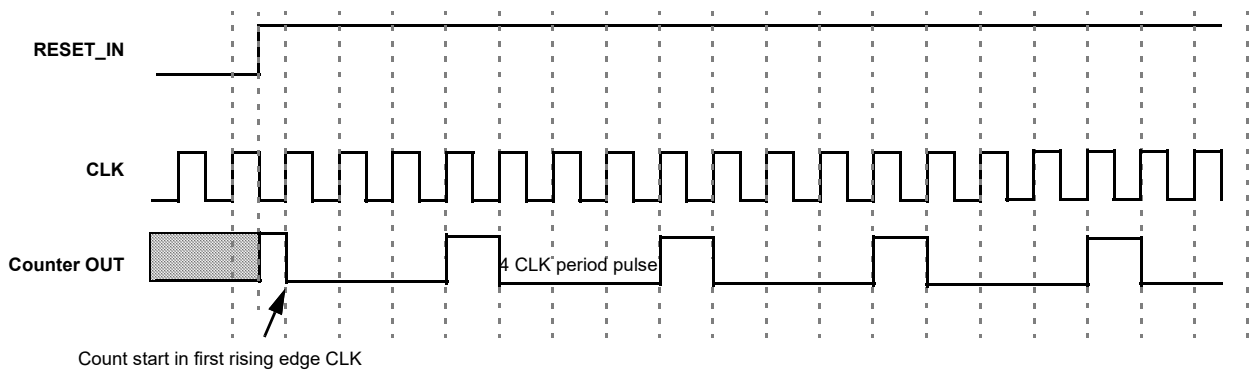 RESET_IN
CLK
Counter OUT
4 CLK period pulse
Count start in first rising edge CLK